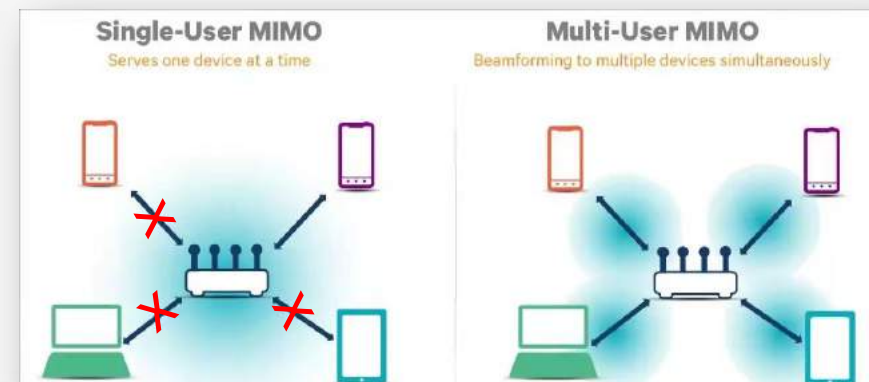 Single-User MIMO
Serves one device at a time
Multi-User MIMO
Beamforming to multiple devices simultaneously